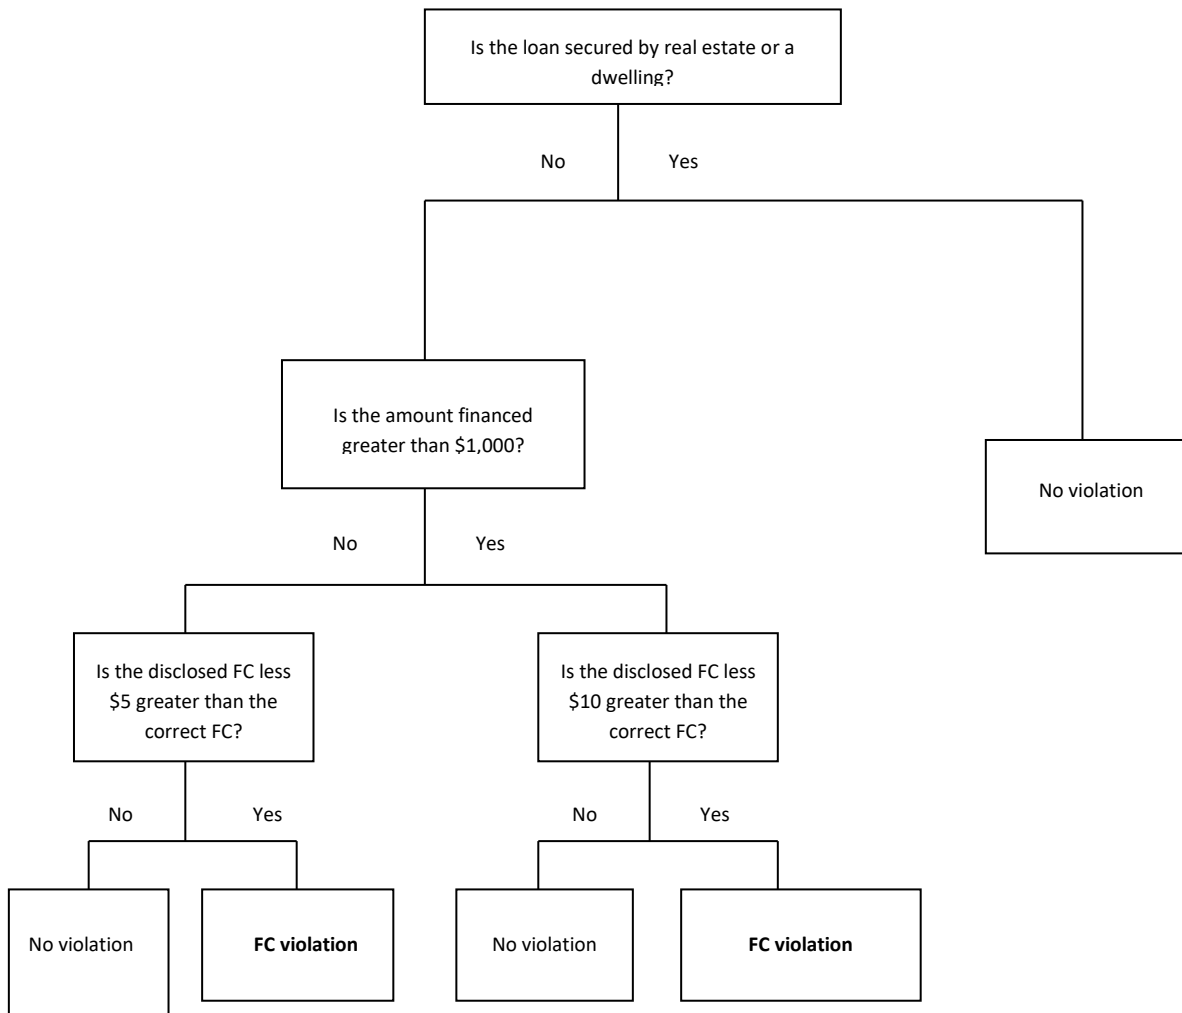 Is the loan secured by real estate or a
dwelling?
No
Yes
Is the amount financed
greater than $1,000?
No violation
No
Yes
Is the disclosed FC less
$5 greater than the
correct FC?
Is the disclosed FC less
$10 greater than the
correct FC?
No
Yes
No
Yes
No violation
FC violation
No violation
FC violation